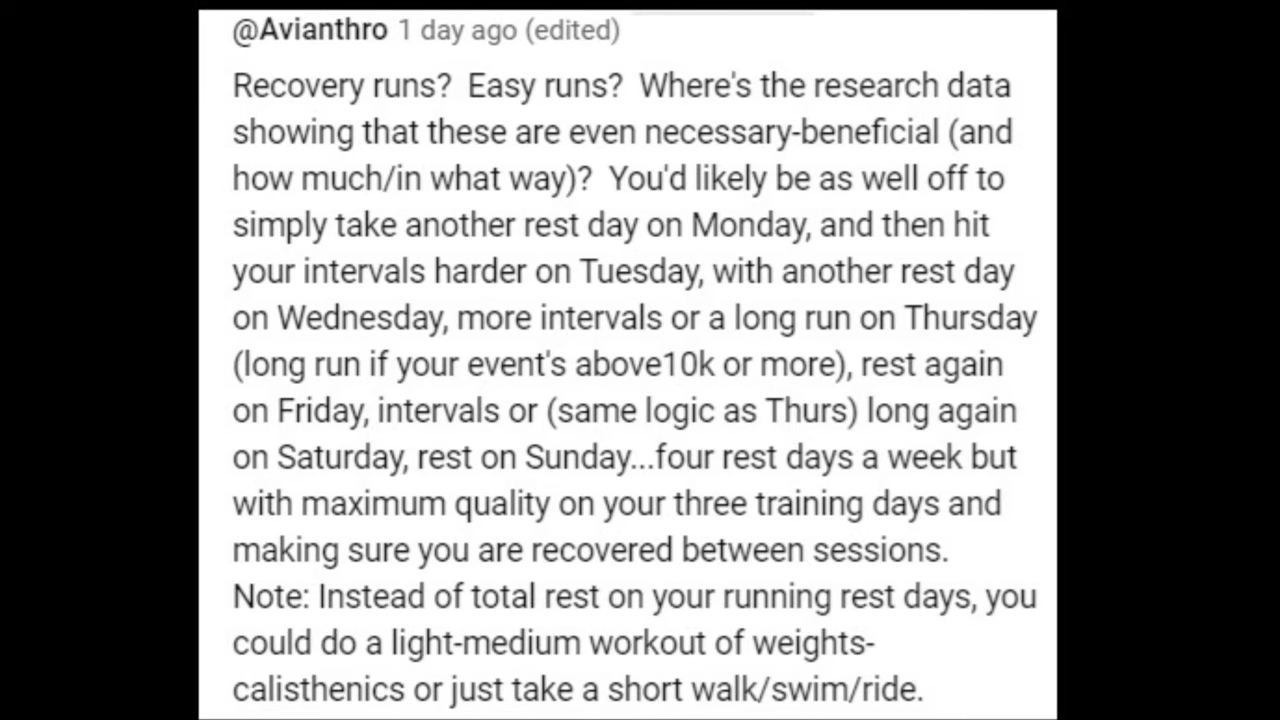 @Avianthro 1 day ago (edited)
Recovery runs?  Easy runs?  Where's the research data
showing that these are even necessary-beneficial (and
how much/in what way)?  You'd likely be as well off to
simply take another rest day on Monday, and then hit
your intervals harder on Tuesday, with another rest day
on Wednesday, more intervals or a long run on Thursday
(long run if your event's above10k or more), rest again
on Friday, intervals or (same logic as Thurs) long again
on Saturday, rest on Sunday...four rest days a week but
with maximum quality on your three training days and
making sure you are recovered between sessions.
Note: Instead of total rest on your running rest days, you
could do a light-medium workout of weights-
calisthenics or just take a short walk/swim/ride.